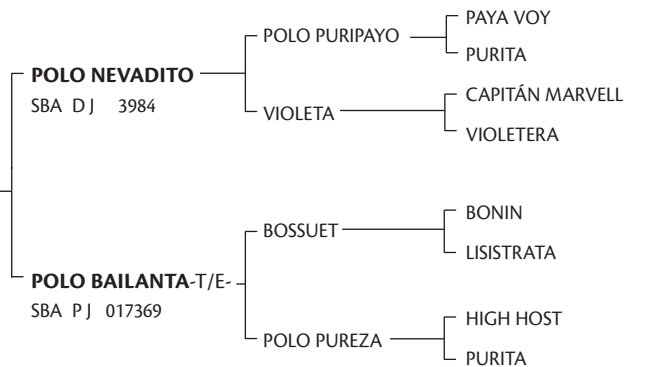 PAYA VOY
POLO PURIPAYO
PURITA
POLO NEVADITO
SBA D J 3984
CAPITÁN MARVELL
VIOLETA
VIOLETERA
BONIN
BOSSUET
LISISTRATA
POLO BAILANTA-T/E-
SBA P J 017369
HIGH HOST
POLO PUREZA
PURITA